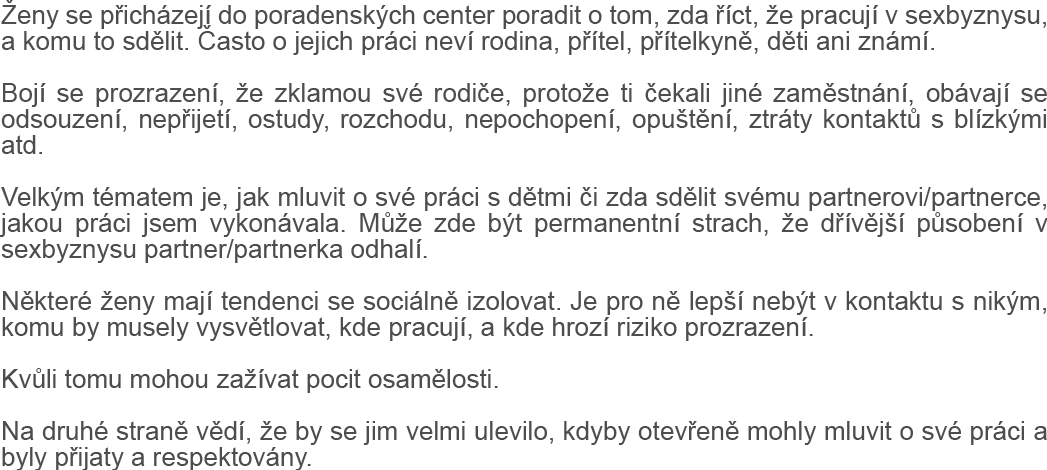 Ženy se přicházejí do poradenských center poradit o tom, zda říct, že pracují v sexbyznysu,
a komu to sdělit. Často o jejich práci neví rodina, přítel, přítelkyně, děti ani známí.
Bojí se prozrazení, že zklamou své rodiče, protože ti čekali jiné zaměstnání, obávají se
odsouzení, nepřijetí, ostudy, rozchodu, nepochopení, opuštění, ztráty kontaktů s blízkými
atd.
Velkým tématem je, jak mluvit o své práci s dětmi či zda sdělit svému partnerovi/partnerce,
jakou práci jsem vykonávala. Může zde být permanentní strach, že dřívější působení v
sexbyznysu partner/partnerka odhalí.
Některé ženy mají tendenci se sociálně izolovat. Je pro ně lepší nebýt v kontaktu s nikým,
komu by musely vysvětlovat, kde pracují, a kde hrozí riziko prozrazení.
Kvůli tomu mohou zažívat pocit osamělosti.
Na druhé straně vědí, že by se jim velmi ulevilo, kdyby otevřeně mohly mluvit o své práci a
byly přijaty a respektovány.